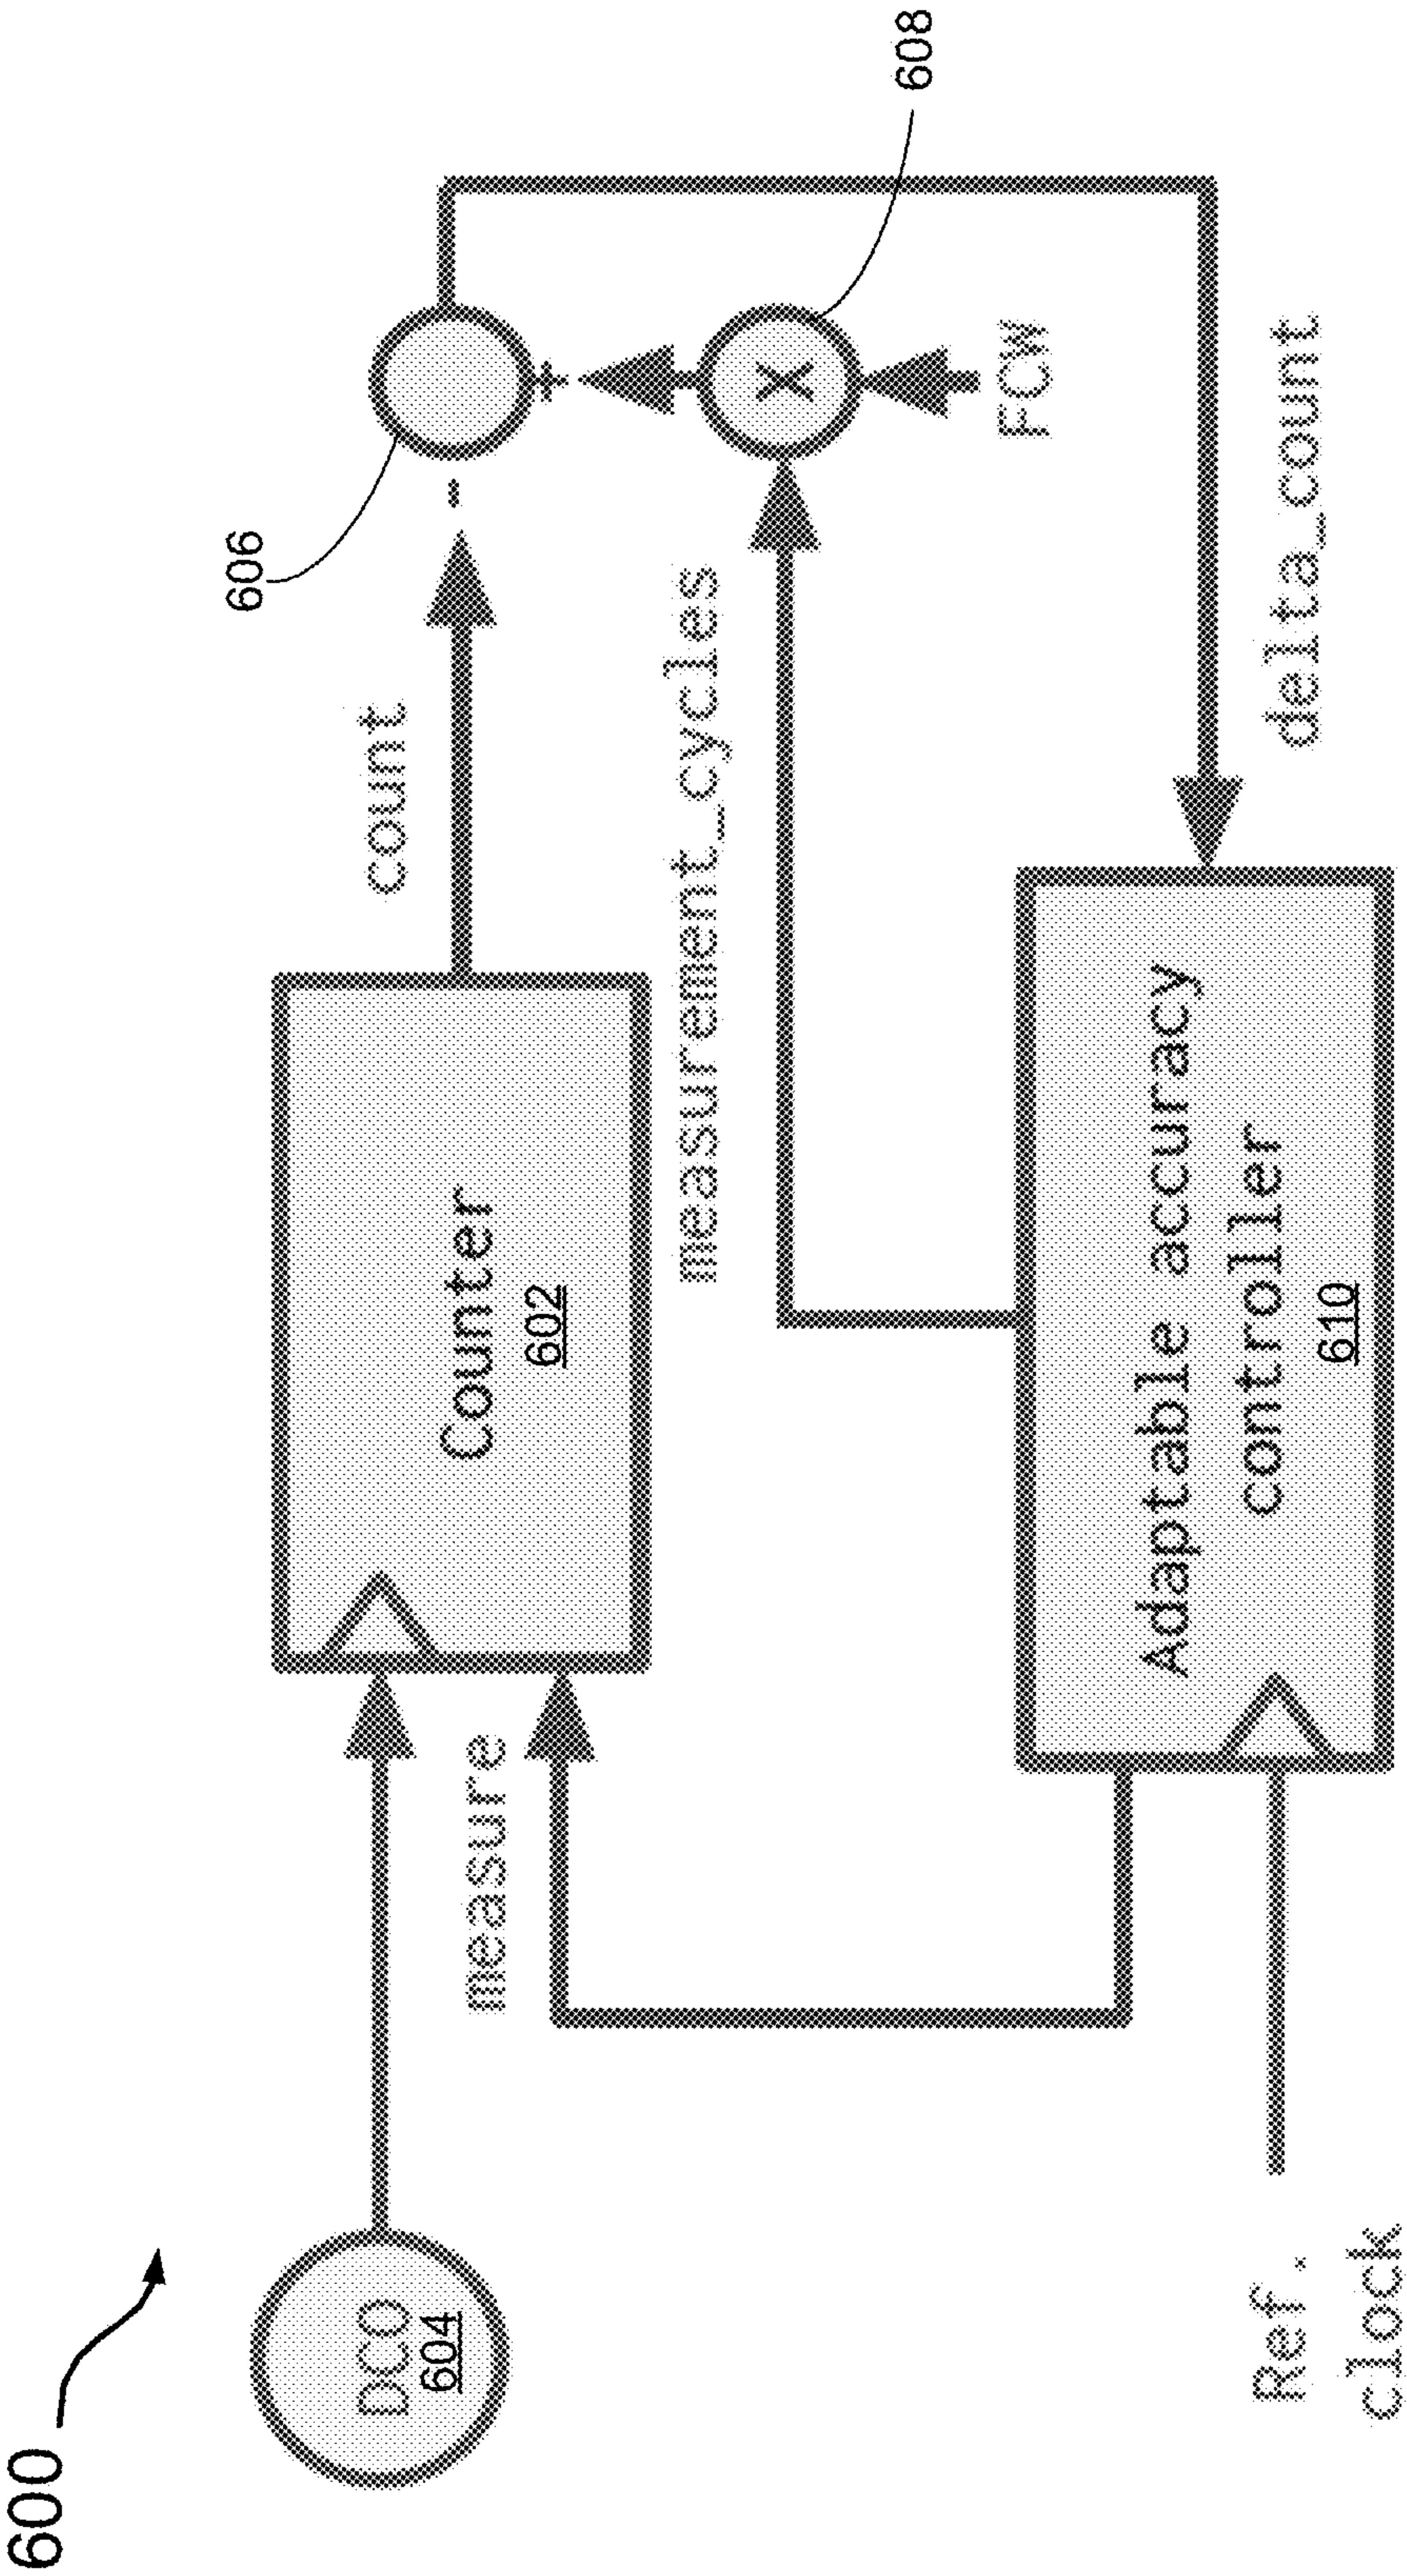 600
DCO
604
measure
Counter
602
count
606
-
+
measurement_cycles
X
608
FCW
Ref.
clock
Adaptable accuracy
controller
610
delta_count